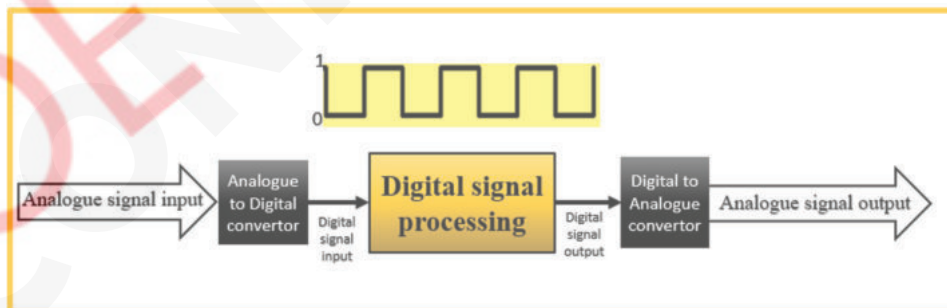 1
0
Analogue signal input
Analogue
to Digital
convertor
Digital
signal
input
Digital signal
processing
Digital
signal
output
Digital to
Analogue
convertor
Analogue signal output